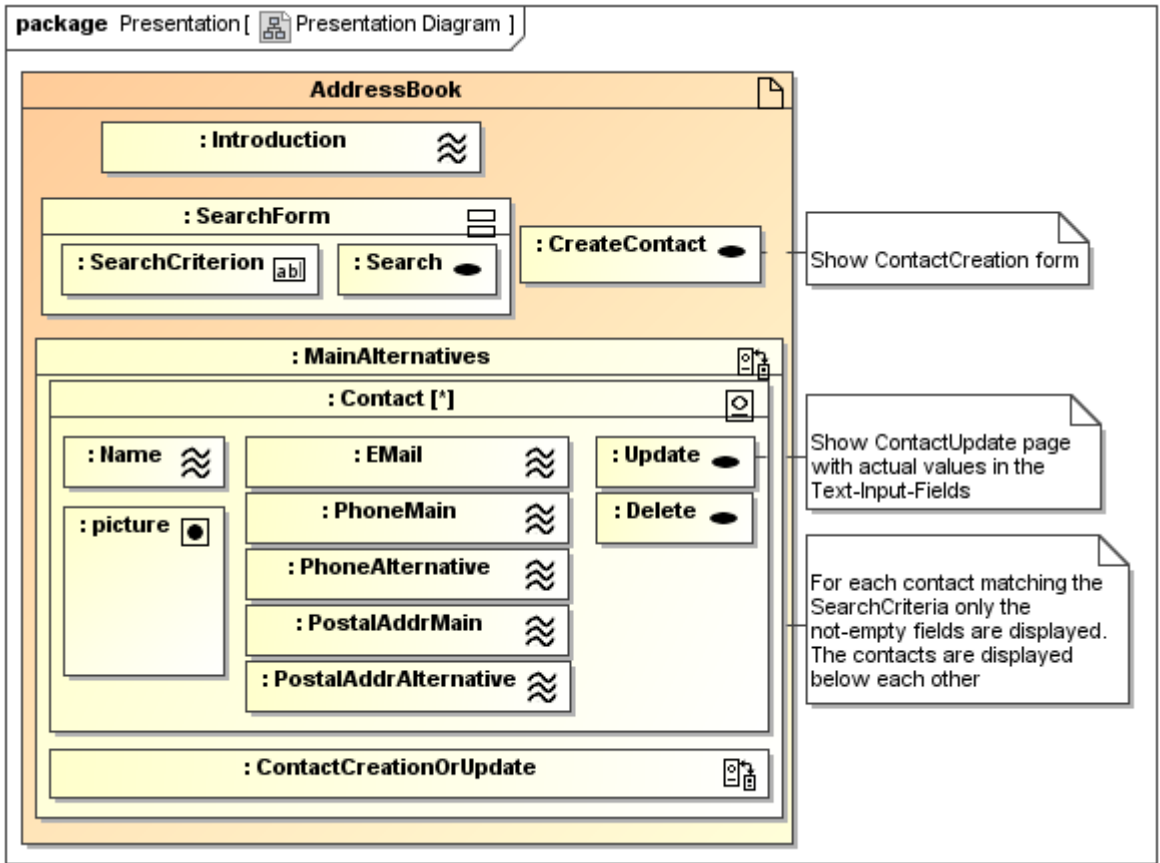 package Presentation [ Presentation Diagram ]
AddressBook
: Introduction
: SearchForm
: SearchCriterion
abl
: Search
: CreateContact
Show ContactCreation form
: MainAlternatives
: Contact [*]
: Name
: picture
: EMail
: PhoneMain
: PhoneAlternative
: PostalAddrMain
: PostalAddrAlternative
: Update
: Delete
Show ContactUpdate page
with actual values in the
Text-Input-Fields
For each contact matching the
SearchCriteria only the
not-empty fields are displayed.
The contacts are displayed
below each other
: ContactCreationOrUpdate